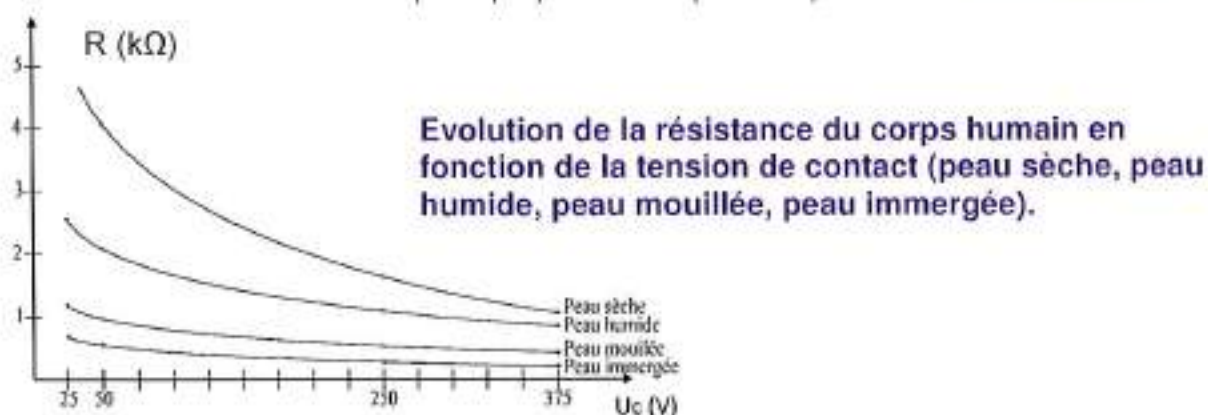 R (kΩ)
5
4
3
2
1
Evolution de la résistance du corps humain en
fonction de la tension de contact (peau sèche, peau
humide, peau mouillée, peau immergée).
Peau sèche
Peau humide
Peau mouillée
Peau immergée
25 50 250 375
Uc (V)